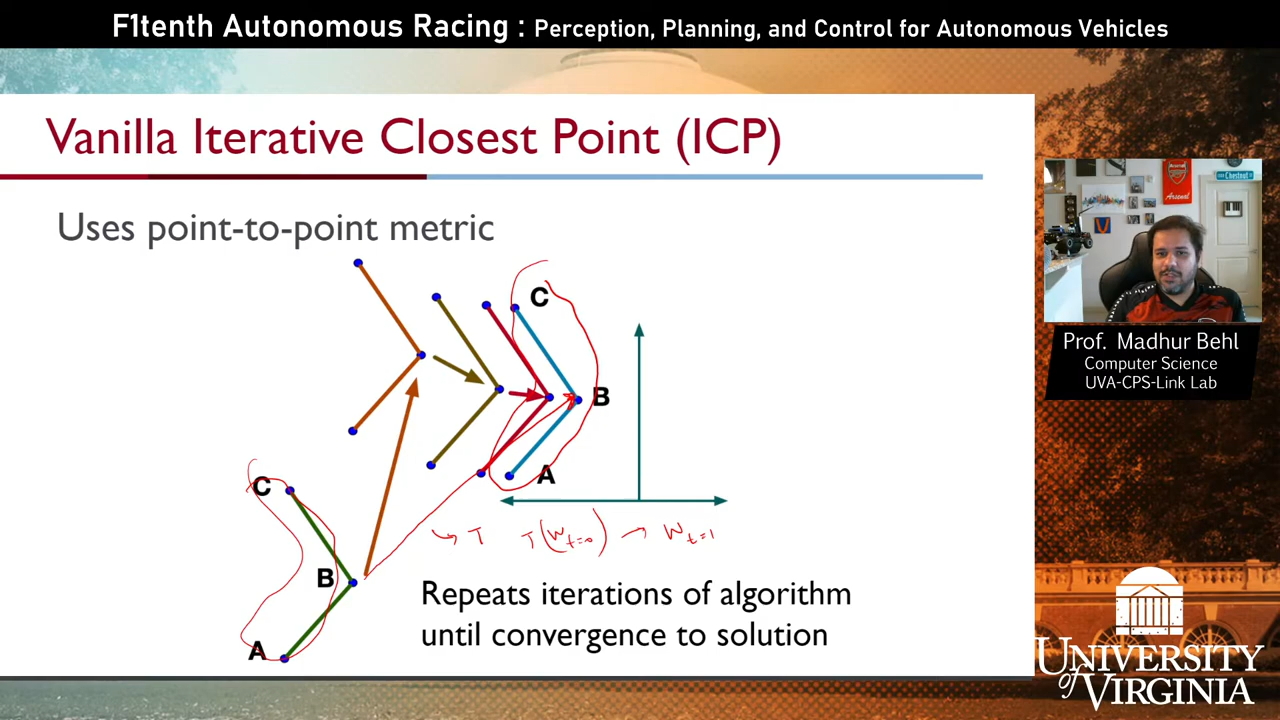 F1tenth Autonomous Racing : Perception, Planning, and Control for Autonomous Vehicles
Vanilla Iterative Closest Point (ICP)
Uses point-to-point metric
C
B
A
C
B
A
↳ T T(W t=0) → W t=1
Repeats iterations of algorithm
until convergence to solution
Arsenal
Chestnut
Prof. Madhur Behl
Computer Science
UVA-CPS-Link Lab
UNIVERSITY
of VIRGINIA